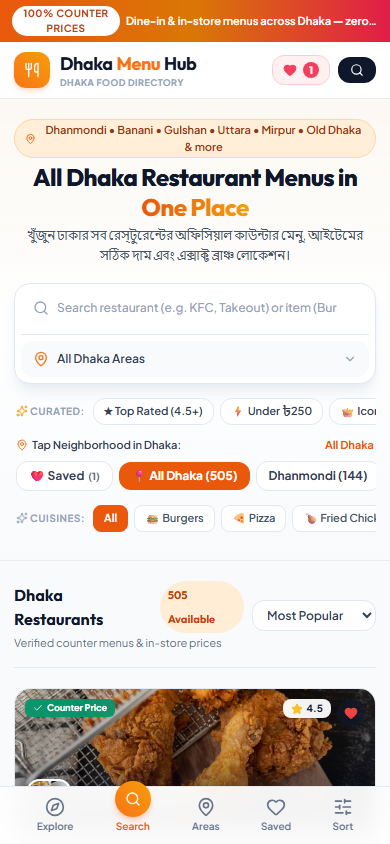 100% COUNTER
PRICES
Dine-in & in-store menus across Dhaka — zero...
Dhaka Menu Hub
DHAKA FOOD DIRECTORY
1
Dhanmondi • Banani • Gulshan • Uttara • Mirpur • Old Dhaka
& more
All Dhaka Restaurant Menus in
One Place
খুঁজুন ঢাকার সব রেস্টুরেন্টের অফিসিয়াল কাউন্টার মেনু, আইটেমের
সঠিক দাম এবং এক্সাক্ট ব্রাঞ্চ লোকেশন।
Search restaurant (e.g. KFC, Takeout) or item (Bur
All Dhaka Areas
CURATED:
★ Top Rated (4.5+)
Under ৳250
Icon
Tap Neighborhood in Dhaka:
All Dhaka
Saved (1)
All Dhaka (505)
Dhanmondi (144)
CUISINES:
All
Burgers
Pizza
Fried Chick
Dhaka
Restaurants
505
Available
Most Popular
Verified counter menus & in-store prices
Counter Price
4.5
Explore
Search
Areas
Saved
Sort